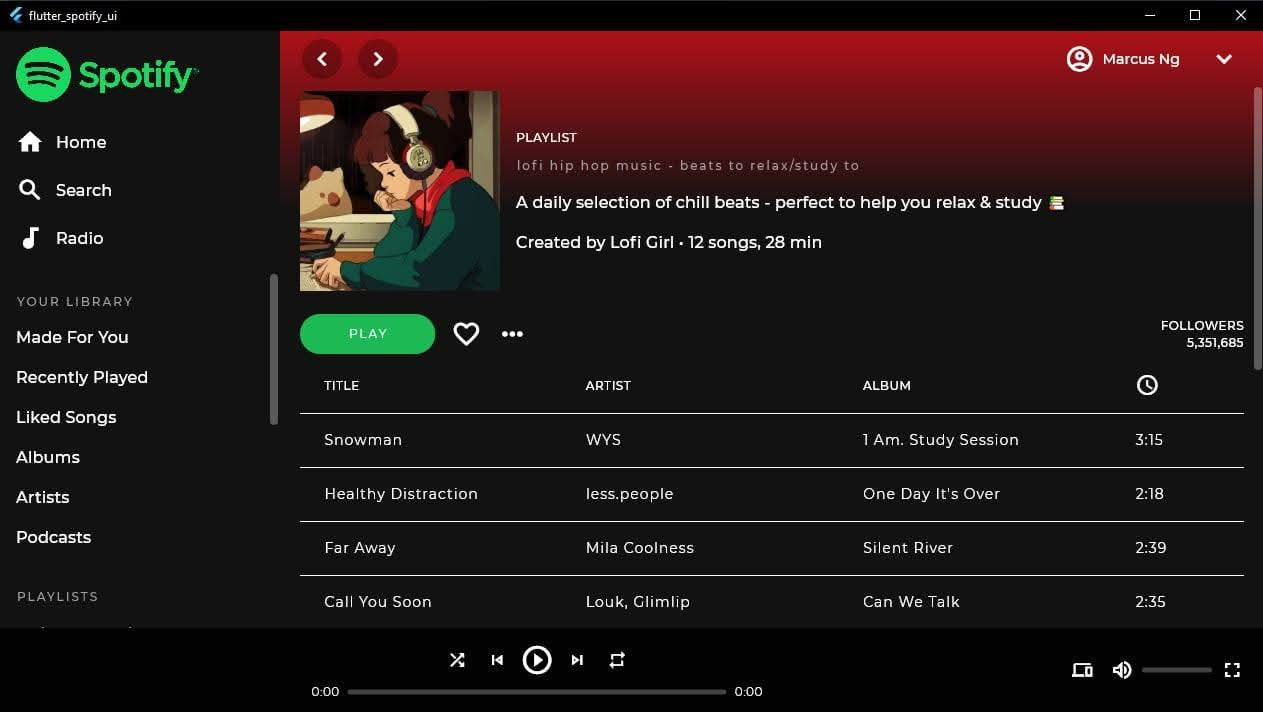 flutter_spotify_ui
Spotify
Home
Search
Radio
YOUR LIBRARY
Made For You
Recently Played
Liked Songs
Albums
Artists
Podcasts
PLAYLISTS
Marcus Ng
PLAYLIST
lofi hip hop music - beats to relax/study to
A daily selection of chill beats - perfect to help you relax & study 📚
Created by Lofi Girl • 12 songs, 28 min
PLAY
FOLLOWERS
5,351,685
TITLE ARTIST ALBUM
Snowman WYS 1 Am. Study Session 3:15
Healthy Distraction less.people One Day It's Over 2:18
Far Away Mila Coolness Silent River 2:39
Call You Soon Louk, Glimlip Can We Talk 2:35
0:00 0:00